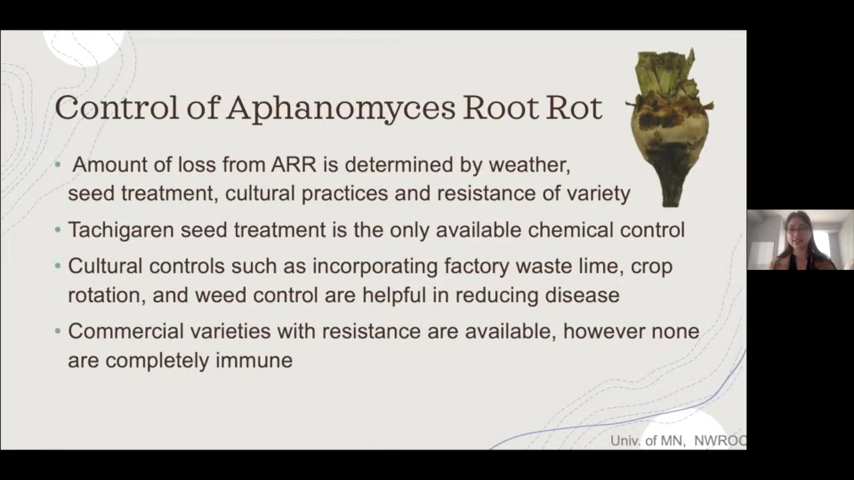 Control of Aphanomyces Root Rot
• Amount of loss from ARR is determined by weather,
seed treatment, cultural practices and resistance of variety
• Tachigaren seed treatment is the only available chemical control
• Cultural controls such as incorporating factory waste lime, crop
rotation, and weed control are helpful in reducing disease
• Commercial varieties with resistance are available, however none
are completely immune
Univ. of MN, NWROC